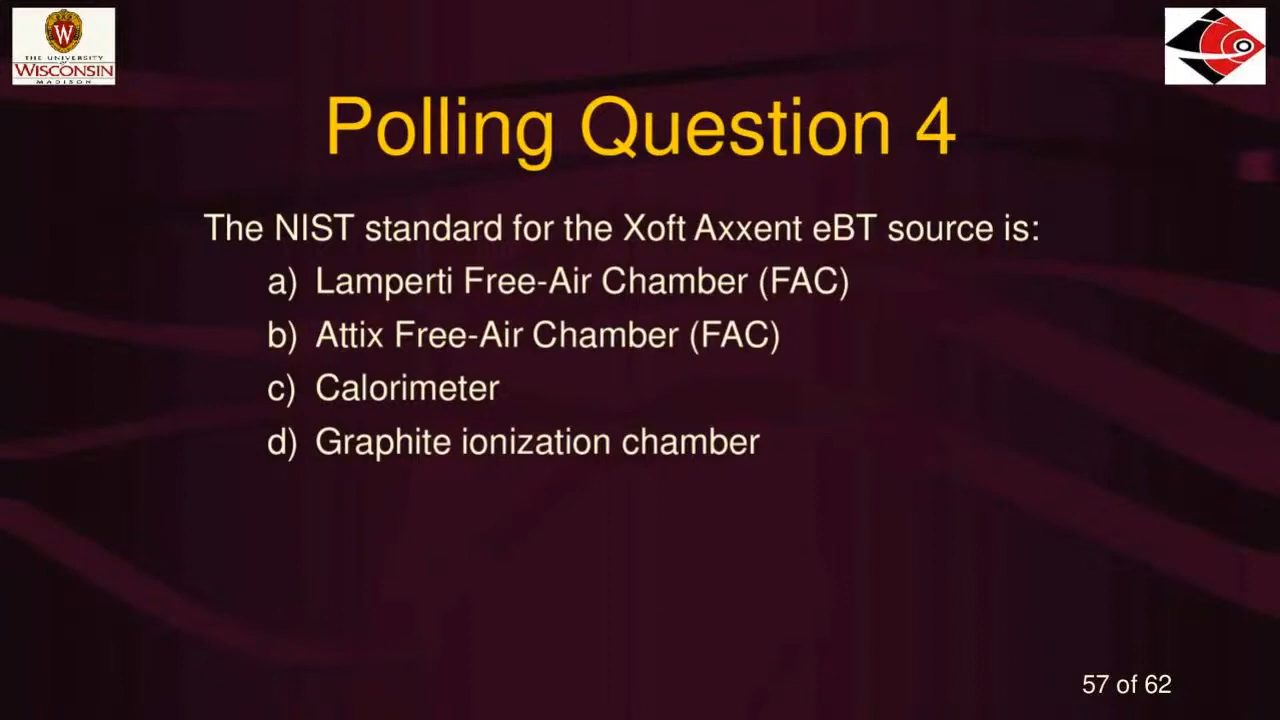 THE UNIVERSITY
of
WISCONSIN
MADISON
Polling Question 4
The NIST standard for the Xoft Axxent eBT source is:
a) Lamperti Free-Air Chamber (FAC)
b) Attix Free-Air Chamber (FAC)
c) Calorimeter
d) Graphite ionization chamber
57 of 62